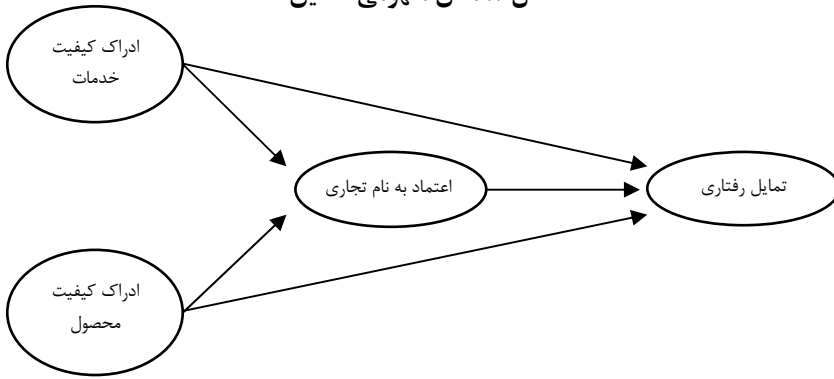 ادراک کیفیت
خدمات
اعتماد به نام تجاری
تمایل رفتاری
ادراک کیفیت
محصول